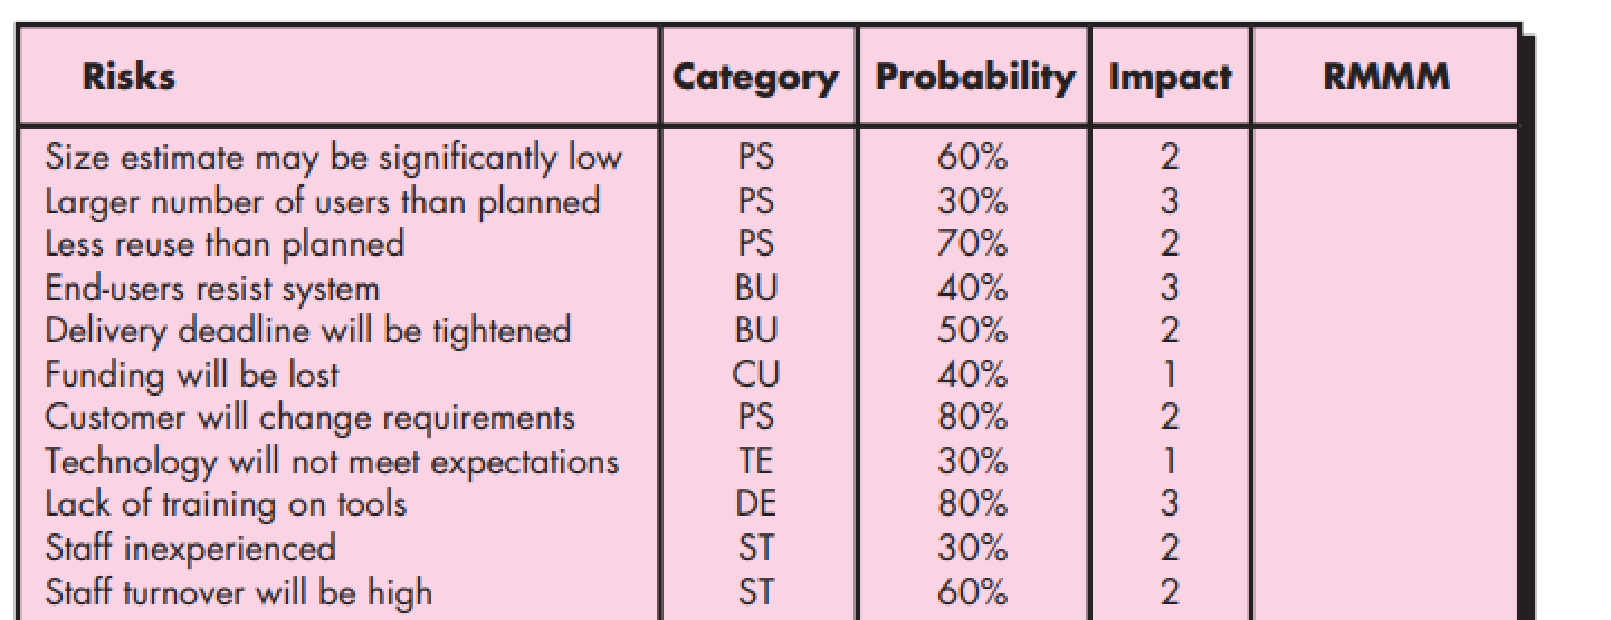 Risks Category Probability Impact RMMM
Size estimate may be significantly low PS 60% 2
Larger number of users than planned PS 30% 3
Less reuse than planned PS 70% 2
End-users resist system BU 40% 3
Delivery deadline will be tightened BU 50% 2
Funding will be lost CU 40% 1
Customer will change requirements PS 80% 2
Technology will not meet expectations TE 30% 1
Lack of training on tools DE 80% 3
Staff inexperienced ST 30% 2
Staff turnover will be high ST 60% 2